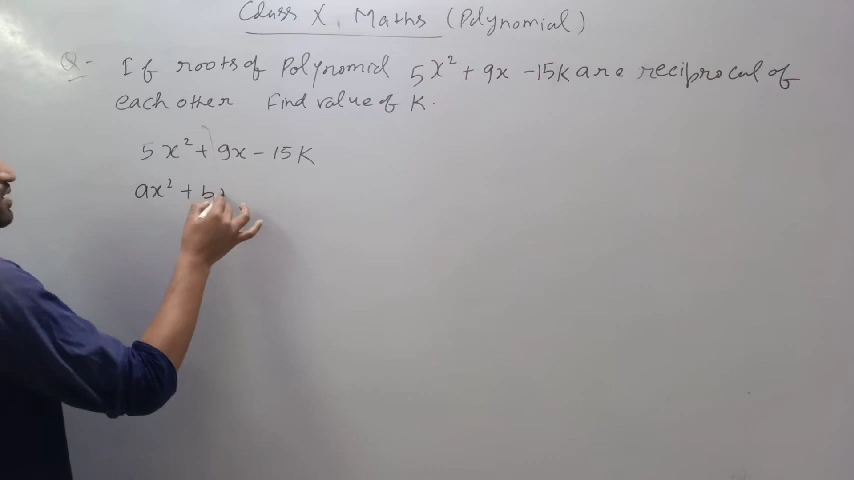 Class X, Maths (Polynomial)
Q- If roots of Polynomial 5x² + 9x - 15K are reciprocal of
each other Find value of K.
5x² + 9x - 15K
ax² + bx